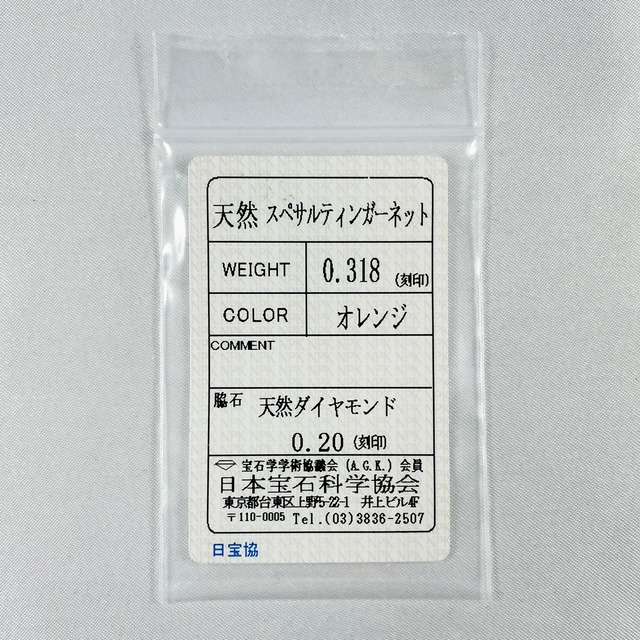 天然 スペサルティンガーネット
WEIGHT 0.318 (刻印)
COLOR オレンジ
COMMENT
脇石 天然ダイヤモンド
0.20 (刻印)
宝石学学術協議会 (A.G.K.) 会員
日本宝石科学協会
東京都台東区上野5-22-1 井上ビル4F
〒110-0005 Tel.(03)3836-2507
日宝協